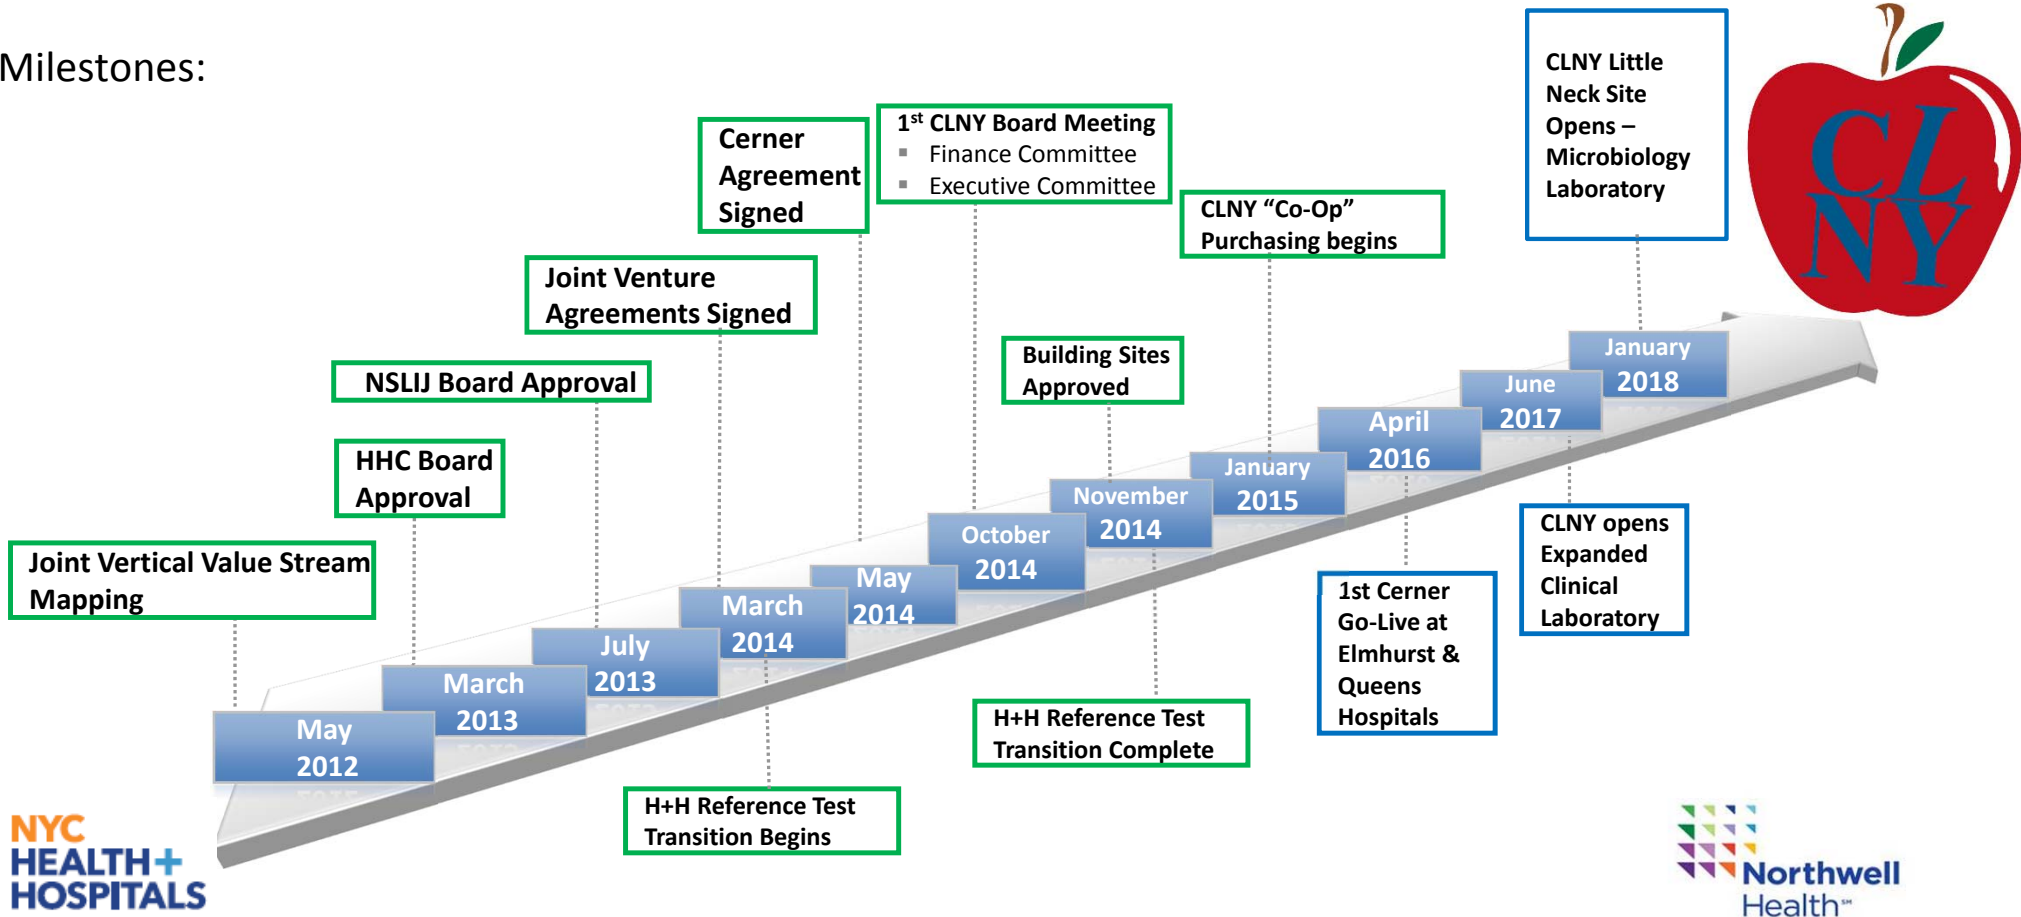 Milestones:
CLNY Little
Neck Site
Opens –
Microbiology
Laboratory
CL
NY
Cerner
Agreement
Signed
1st CLNY Board Meeting
▪ Finance Committee
▪ Executive Committee
CLNY “Co-Op”
Purchasing begins
Joint Venture
Agreements Signed
Building Sites
Approved
NSLIJ Board Approval
HHC Board
Approval
Joint Vertical Value Stream
Mapping
May
2012
March
2013
July
2013
March
2014
May
2014
October
2014
November
2014
January
2015
April
2016
June
2017
January
2018
H+H Reference Test
Transition Begins
H+H Reference Test
Transition Complete
1st Cerner
Go-Live at
Elmhurst &
Queens
Hospitals
CLNY opens
Expanded
Clinical
Laboratory
NYC
HEALTH+
HOSPITALS
Northwell
Health℠